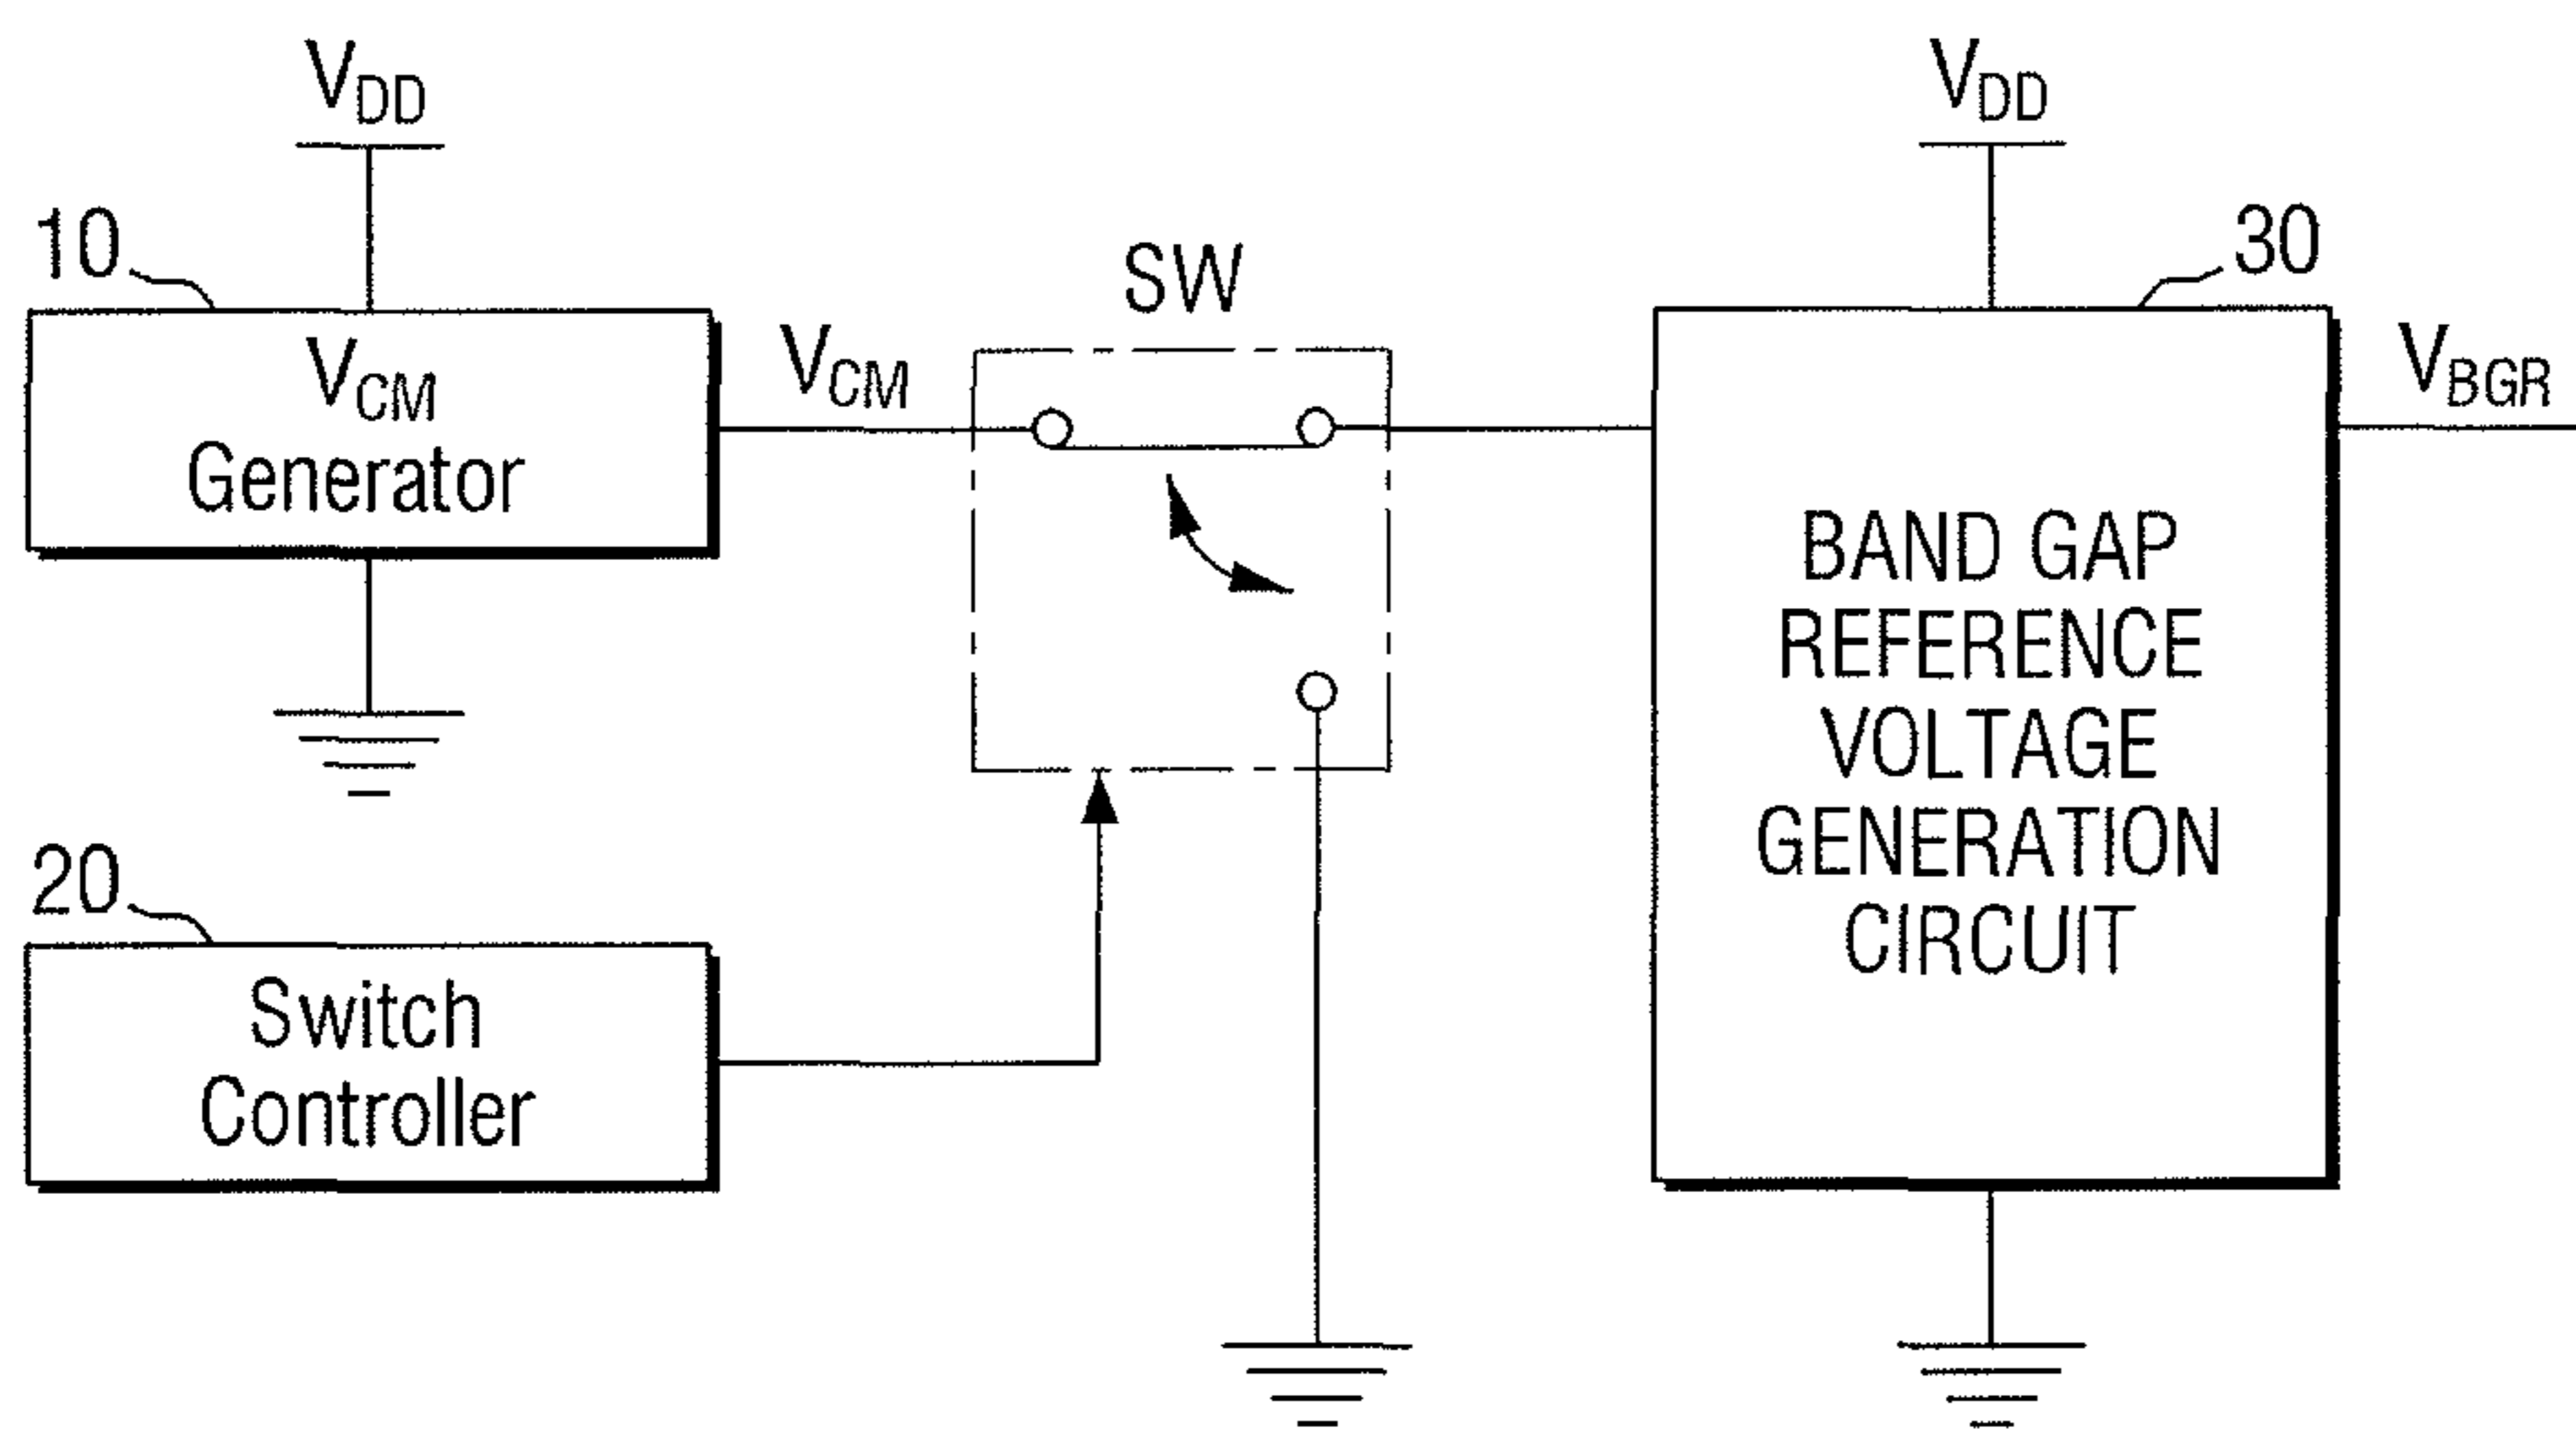 VDD
10
VCM
Generator
VCM
SW
20
Switch
Controller
VDD
30
BAND GAP
REFERENCE
VOLTAGE
GENERATION
CIRCUIT
VBGR